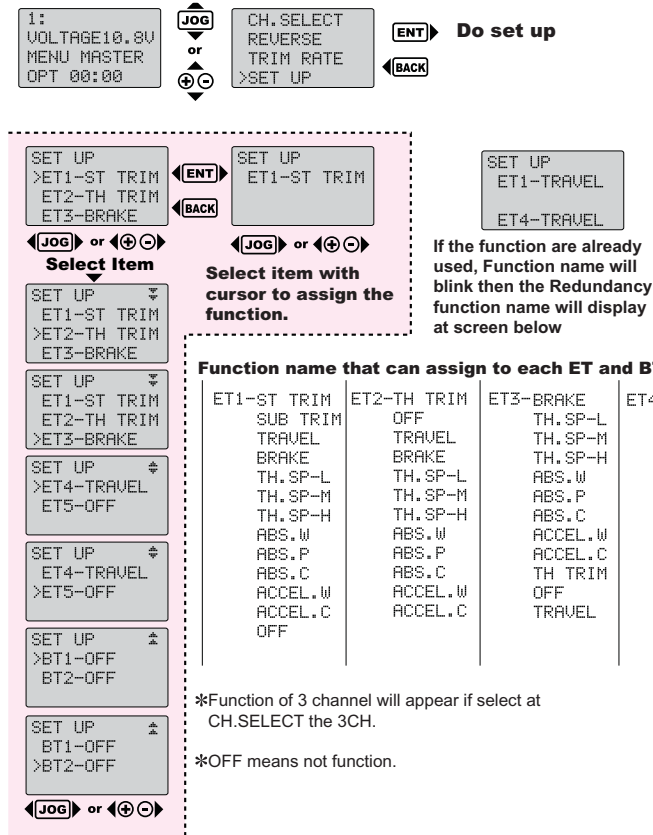 1:
VOLTAGE10.8V
MENU MASTER
OPT 00:00
JOG
or
CH.SELECT
REVERSE
TRIM RATE
>SET UP
ENT
BACK
Do set up
SET UP
>ET1-ST TRIM
ET2-TH TRIM
ET3-BRAKE
ENT
BACK
SET UP
ET1-ST TRIM
JOG or
Select Item
JOG or
Select item with
cursor to assign the
function.
SET UP
ET1-TRAVEL
ET4-TRAVEL
If the function are already
used, Function name will
blink then the Redundancy
function name will display
at screen below
SET UP
ET1-ST TRIM
>ET2-TH TRIM
ET3-BRAKE
SET UP
ET1-ST TRIM
ET2-TH TRIM
>ET3-BRAKE
SET UP
>ET4-TRAVEL
ET5-OFF
SET UP
ET4-TRAVEL
>ET5-OFF
SET UP
>BT1-OFF
BT2-OFF
SET UP
BT1-OFF
>BT2-OFF
JOG or
Function name that can assign to each ET and B
ET1-ST TRIM
SUB TRIM
TRAVEL
BRAKE
TH.SP-L
TH.SP-M
TH.SP-H
ABS.W
ABS.P
ABS.C
ACCEL.W
ACCEL.C
OFF
ET2-TH TRIM
OFF
TRAVEL
BRAKE
TH.SP-L
TH.SP-M
TH.SP-H
ABS.W
ABS.P
ABS.C
ACCEL.W
ACCEL.C
ET3-BRAKE
TH.SP-L
TH.SP-M
TH.SP-H
ABS.W
ABS.P
ABS.C
ACCEL.W
ACCEL.C
TH TRIM
OFF
TRAVEL
ET4
✻Function of 3 channel will appear if select at
CH.SELECT the 3CH.
✻OFF means not function.